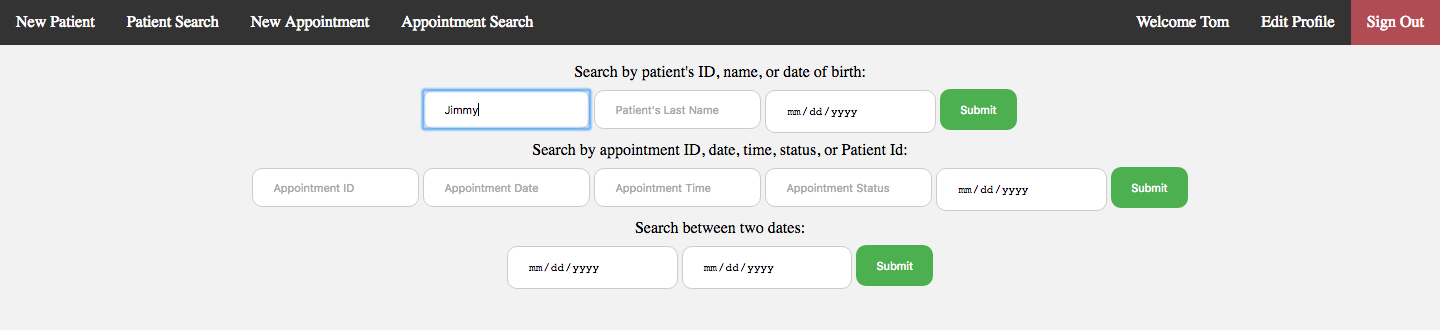 New Patient Patient Search New Appointment Appointment Search Welcome Tom Edit Profile Sign Out
Search by patient's ID, name, or date of birth:
Jimmy Patient's Last Name mm/dd/yyyy Submit
Search by appointment ID, date, time, status, or Patient Id:
Appointment ID Appointment Date Appointment Time Appointment Status mm/dd/yyyy Submit
Search between two dates:
mm/dd/yyyy mm/dd/yyyy Submit